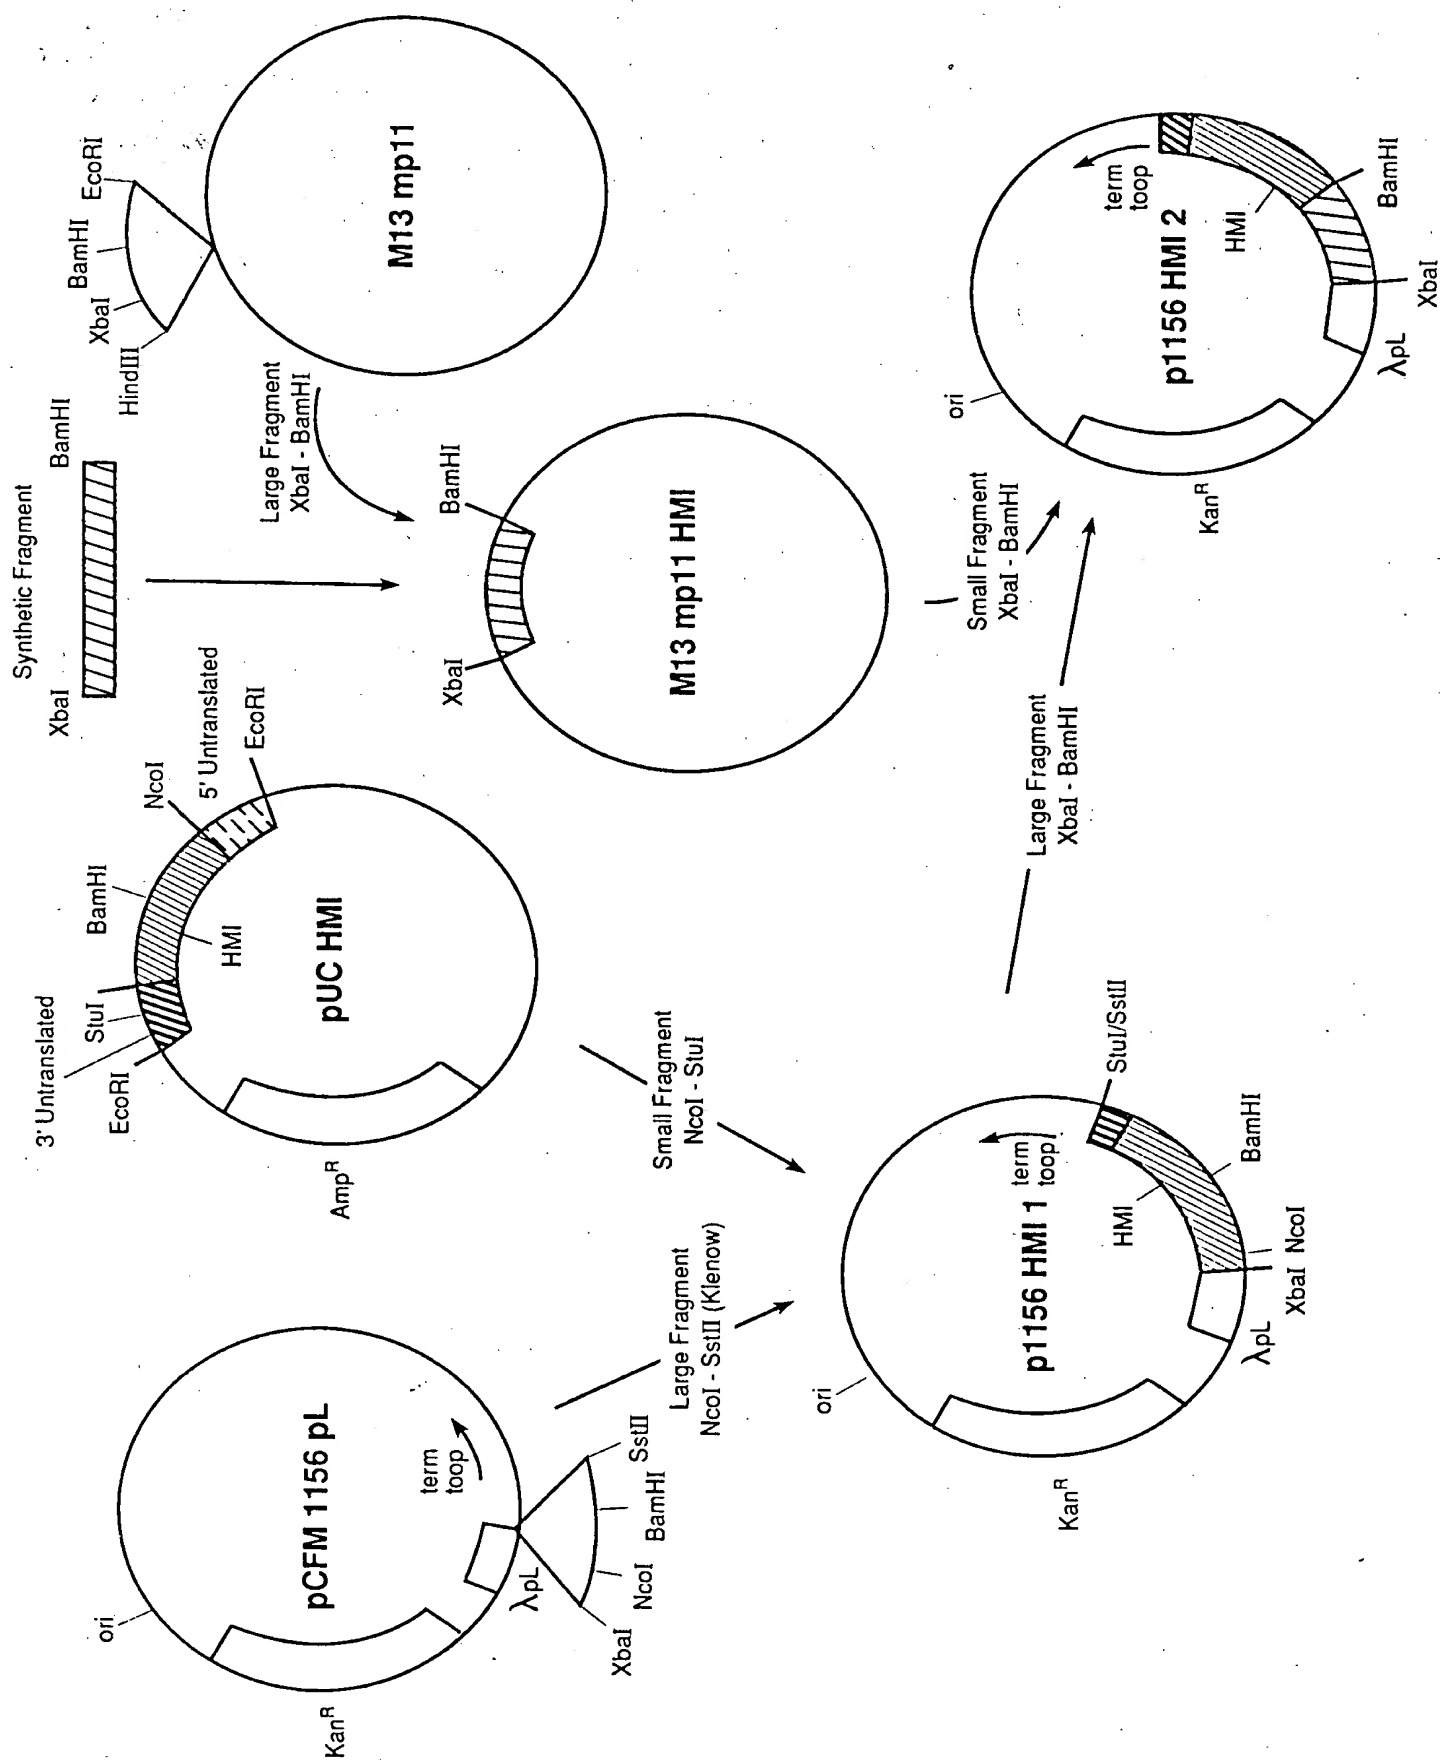 Kanᴿ
ori
pCFM 1156 pL
term
toop
λpL
XbaI
NcoI
BamHI
SstII
3' Untranslated
EcoRI
StuI
BamHI
NcoI
5' Untranslated
EcoRI
HMI
pUC HMI
Ampᴿ
Synthetic Fragment
XbaI
BamHI
HindIII
XbaI
BamHI
EcoRI
M13 mp11
Large Fragment
XbaI - BamHI
XbaI
BamHI
M13 mp11 HMI
Large Fragment
NcoI - SstII (Klenow)
Small Fragment
NcoI - StuI
Kanᴿ
ori
p1156 HMI 1
term
toop
HMI
λpL
XbaI
NcoI
BamHI
StuI/SstII
Large Fragment
XbaI - BamHI
Small Fragment
XbaI - BamHI
Kanᴿ
ori
p1156 HMI 2
term
toop
HMI
λpL
XbaI
BamHI